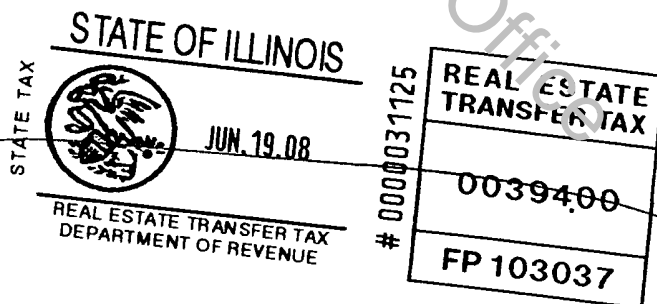 Office
STATE OF ILLINOIS
STATE TAX
JUN.19.08
REAL ESTATE TRANSFER TAX
DEPARTMENT OF REVENUE
# 0000031125
REAL ESTATE
TRANSFER TAX
0039400
FP 103037